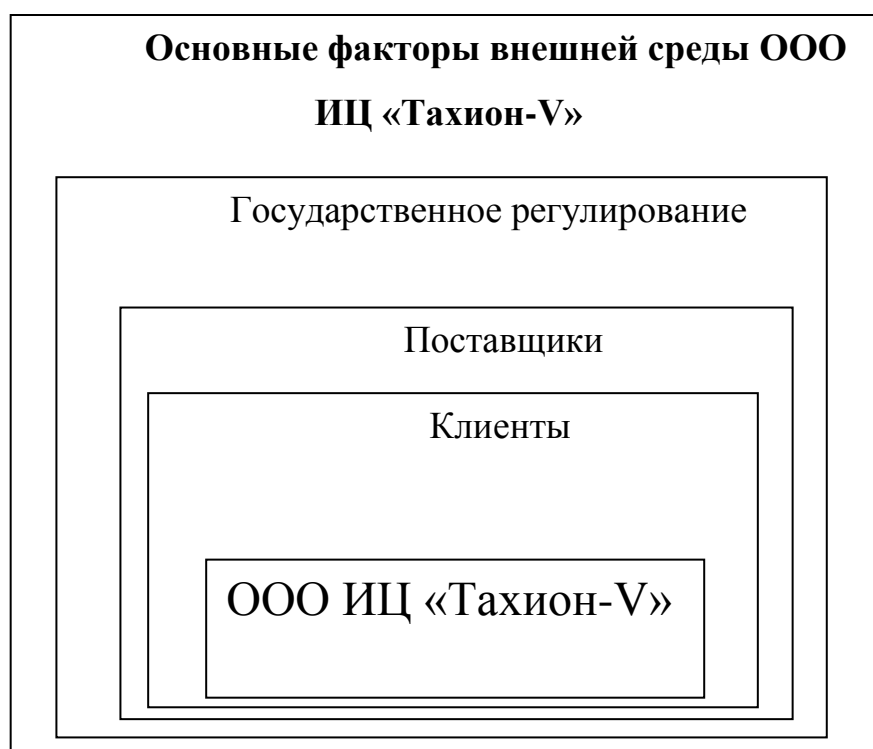 Основные факторы внешней среды ООО
ИЦ «Тахион-V»
Государственное регулирование
Поставщики
Клиенты
ООО ИЦ «Тахион-V»